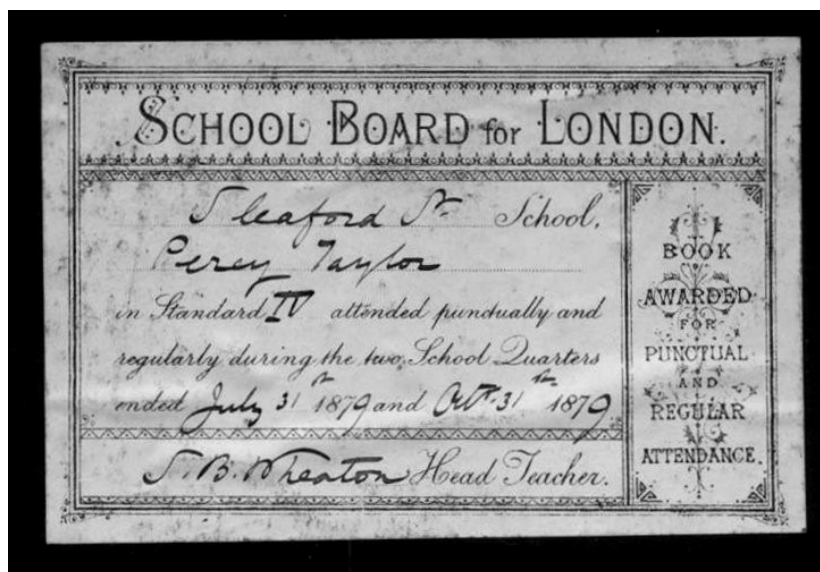 SCHOOL BOARD for LONDON.
Sleaford St School,
Percy Taylor
in Standard IV attended punctually and
regularly during the two School Quarters
ended July 31st 1879 and Octr 31st 1879
S. B. Wheaton Head Teacher.
BOOK
AWARDED
FOR
PUNCTUAL
AND
REGULAR
ATTENDANCE.